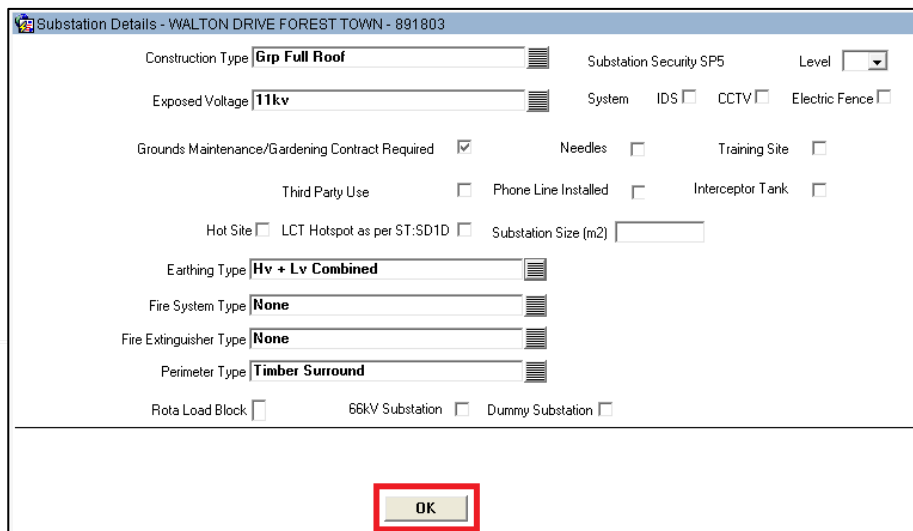 Substation Details - WALTON DRIVE FOREST TOWN - 891803
Construction Type Grp Full Roof Substation Security SP5 Level
Exposed Voltage 11kv System IDS CCTV Electric Fence
Grounds Maintenance/Gardening Contract Required Needles Training Site
Third Party Use Phone Line Installed Interceptor Tank
Hot Site LCT Hotspot as per ST:SD1D Substation Size (m2)
Earthing Type Hv + Lv Combined
Fire System Type None
Fire Extinguisher Type None
Perimeter Type Timber Surround
Rota Load Block 66kV Substation Dummy Substation
OK